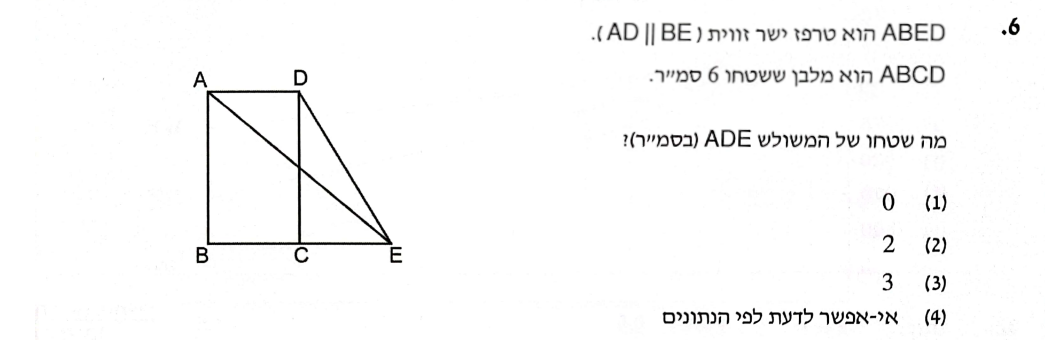 .6
ABED הוא טרפז ישר זווית (AD || BE).
ABCD הוא מלבן ששטחו 6 סמ"ר.
מה שטחו של המשולש ADE (בסמ"ר)?
(1) 0
(2) 2
(3) 3
(4) אי-אפשר לדעת לפי הנתונים
A D
B C E